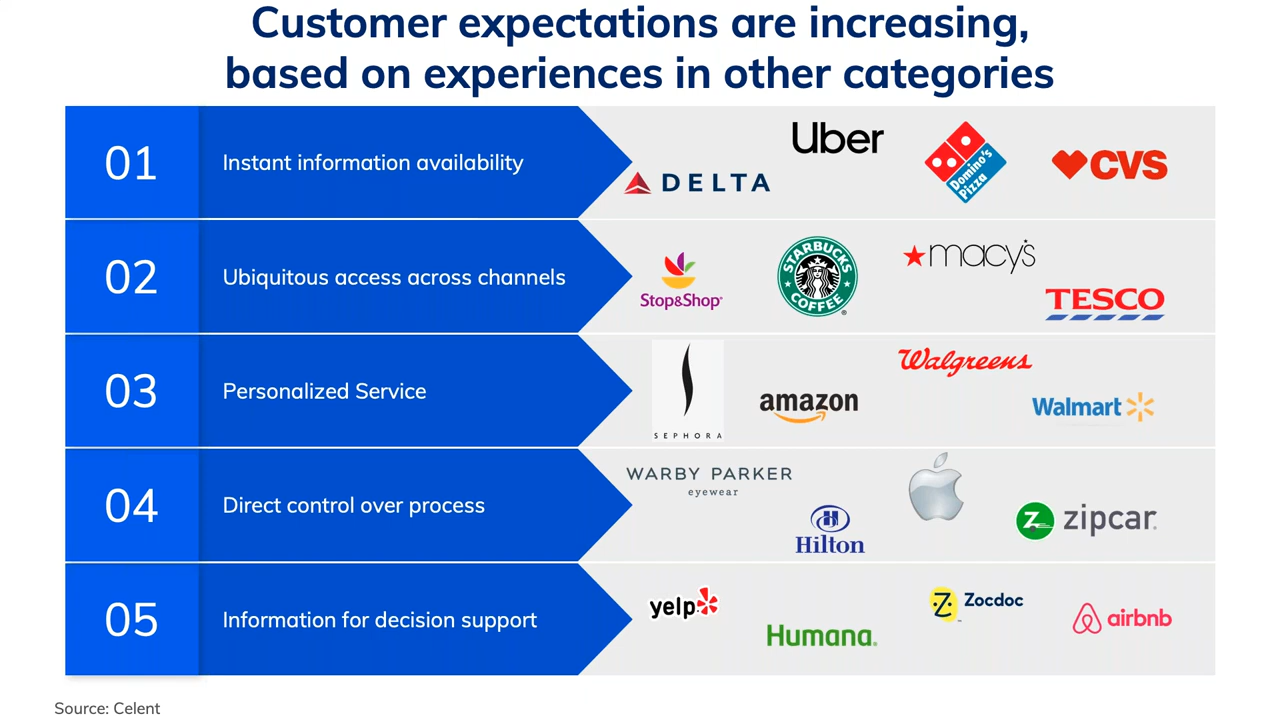 Customer expectations are increasing,
based on experiences in other categories
01
Instant information availability
Uber
DELTA
Domino's
Pizza
CVS
02
Ubiquitous access across channels
Stop&Shop®
STARBUCKS
COFFEE
®
macy's
TESCO
03
Personalized Service
SEPHORA
amazon
Walgreens
Walmart
04
Direct control over process
WARBY PARKER
eyewear
H
Hilton
Z
zipcar.
05
Information for decision support
yelp
Humana.
Z
Zocdoc
airbnb
Source: Celent